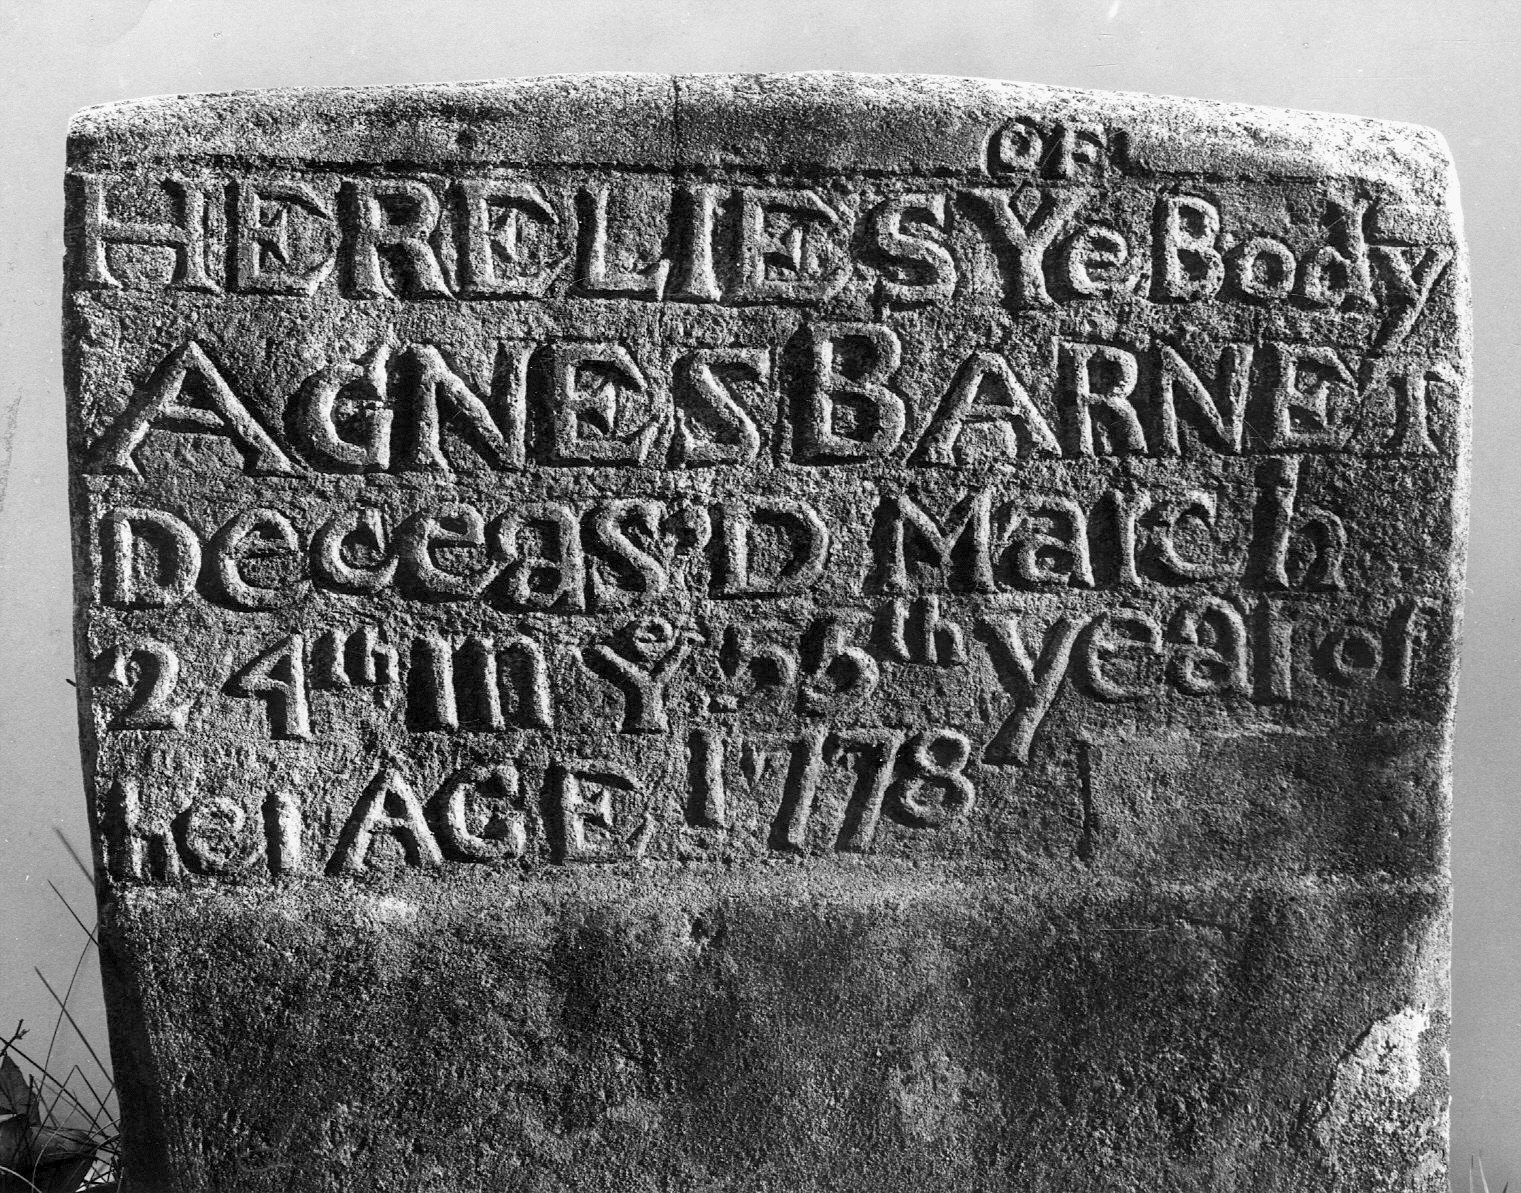 OF
HERE LIES Ye Body
AGNES BARNET
Deceas'D March
24th in Ye 55th year of
her AGE 1778